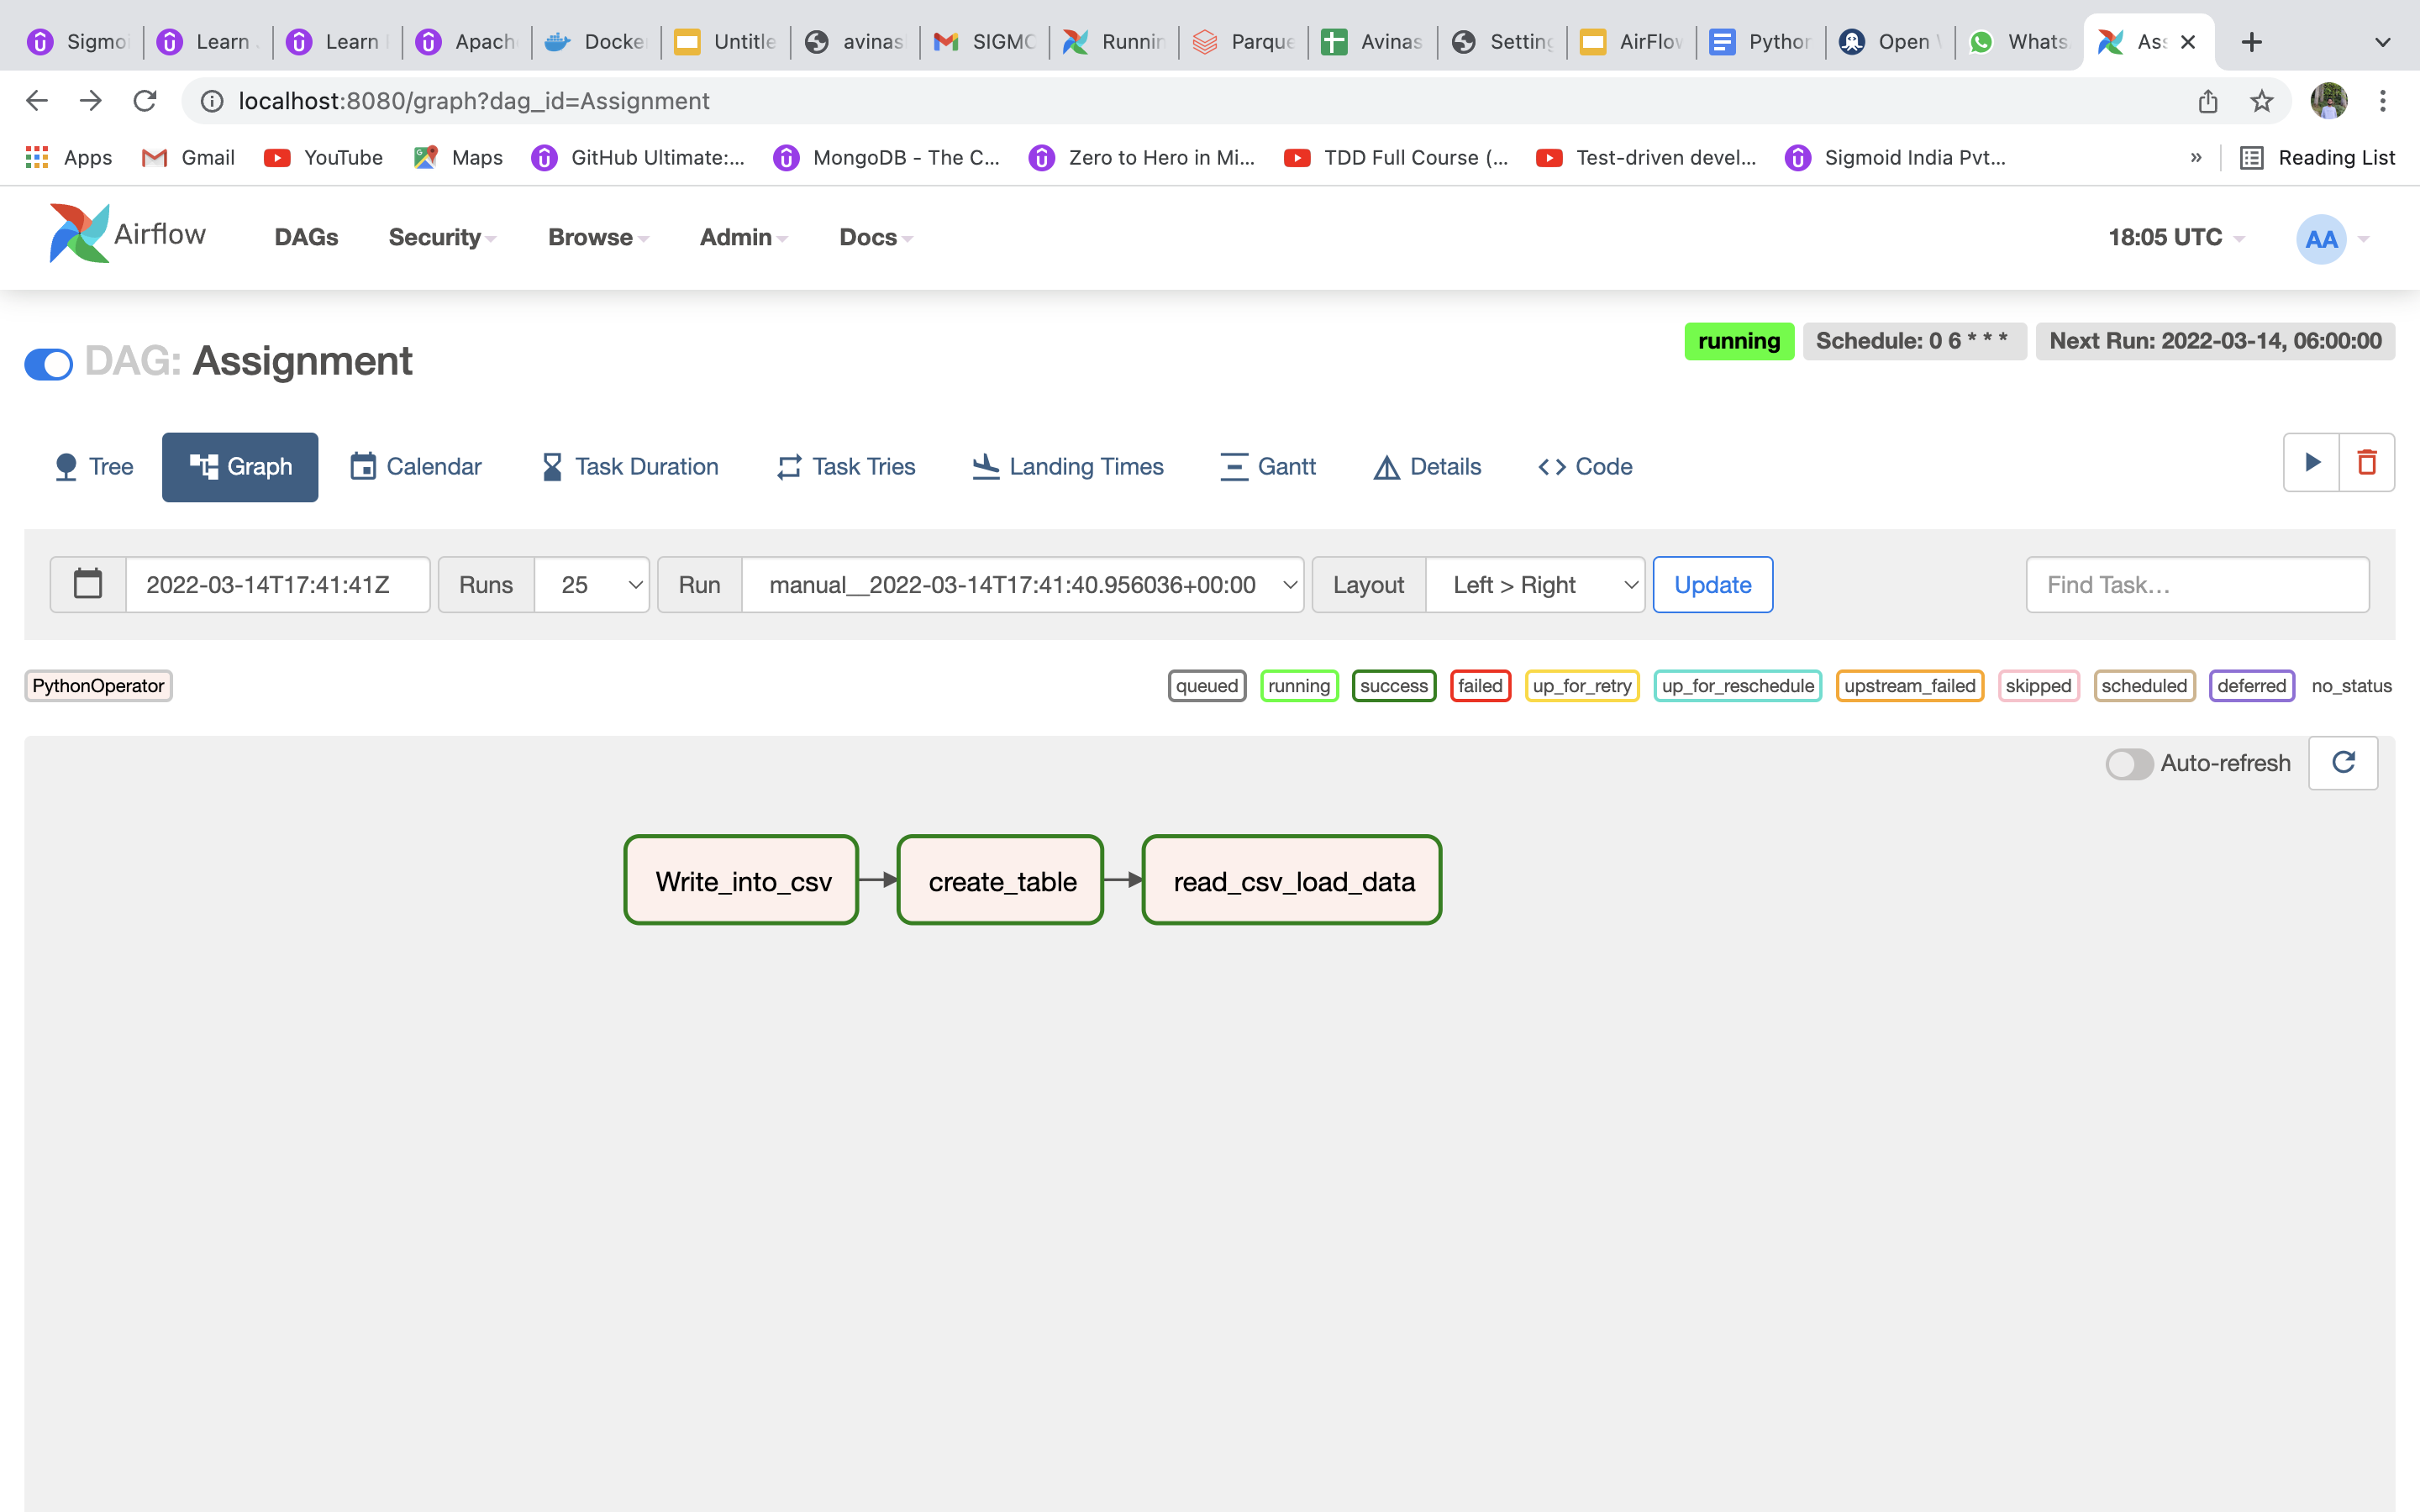 Sigmoi Learn Learn Apach Docke Untitle avinas SIGMO Runnin Parque Avinas Setting AirFlow Python Open Whats Ass
localhost:8080/graph?dag_id=Assignment
Apps Gmail YouTube Maps GitHub Ultimate:... MongoDB - The C... Zero to Hero in Mi... TDD Full Course (... Test-driven devel... Sigmoid India Pvt... » Reading List
Airflow DAGs Security Browse Admin Docs 18:05 UTC AA
running Schedule: 0 6 * * * Next Run: 2022-03-14, 06:00:00
DAG: Assignment
Tree Graph Calendar Task Duration Task Tries Landing Times Gantt Details Code
2022-03-14T17:41:41Z Runs 25 Run manual__2022-03-14T17:41:40.956036+00:00 Layout Left > Right Update Find Task...
PythonOperator queued running success failed up_for_retry up_for_reschedule upstream_failed skipped scheduled deferred no_status
Auto-refresh
Write_into_csv create_table read_csv_load_data